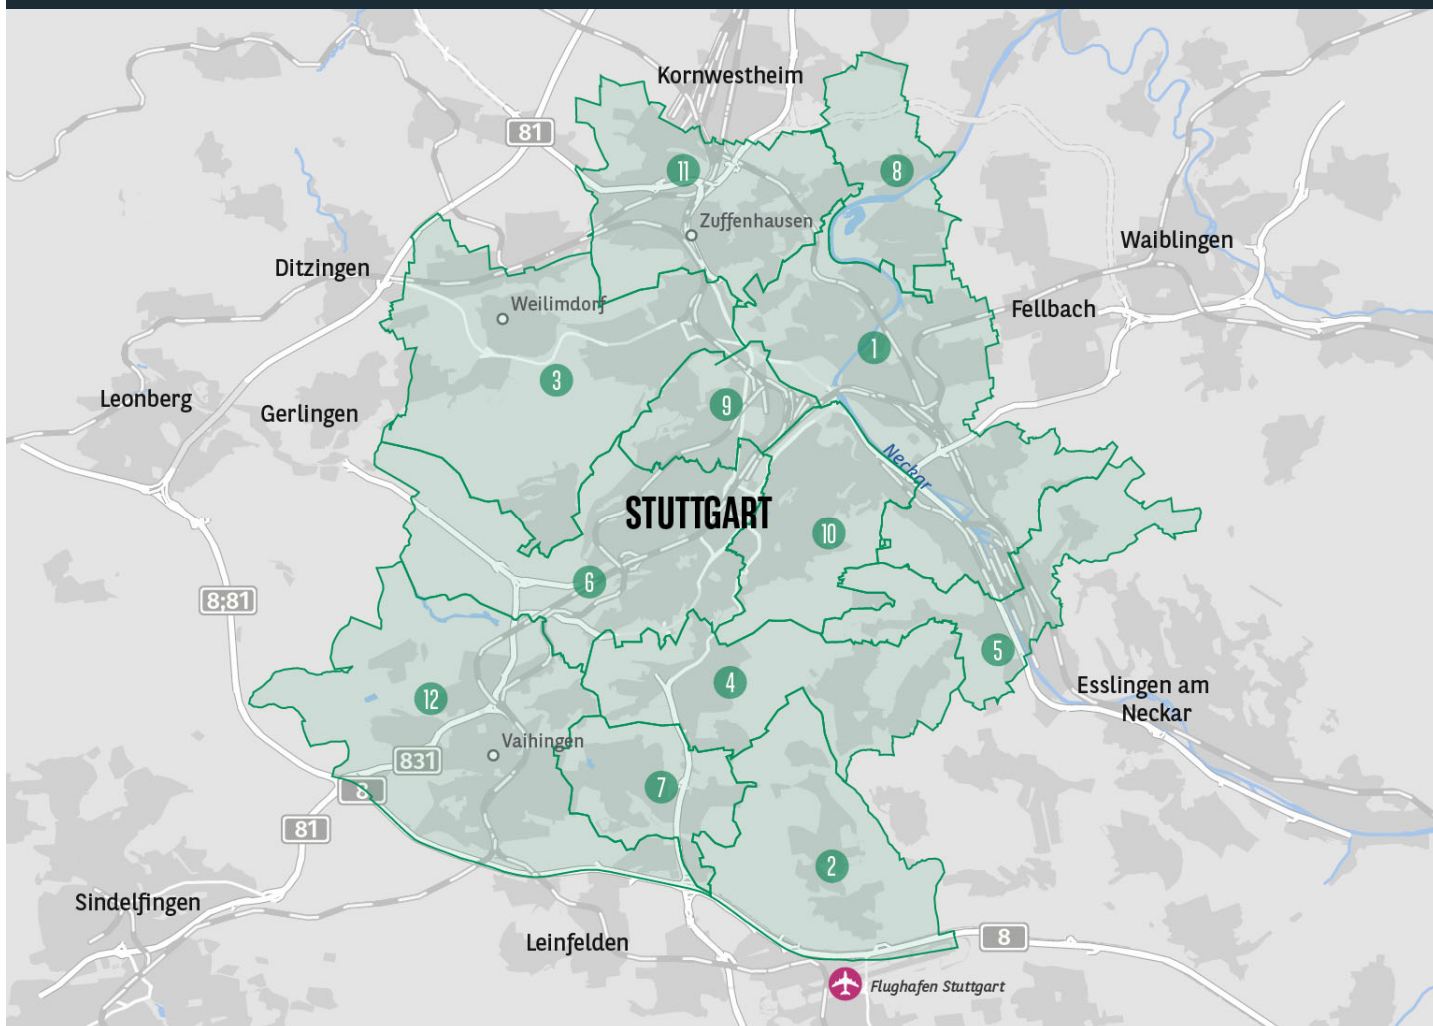 Kornwestheim
81
11
8
Zuffenhausen
Waiblingen
Ditzingen
Weilimdorf
Fellbach
1
3
Leonberg
9
Gerlingen
Neckar
STUTTGART
10
6
8;81
5
4
Esslingen am
Neckar
12
Vaihingen
831
7
8
81
2
Sindelfingen
Leinfelden
8
Flughafen Stuttgart